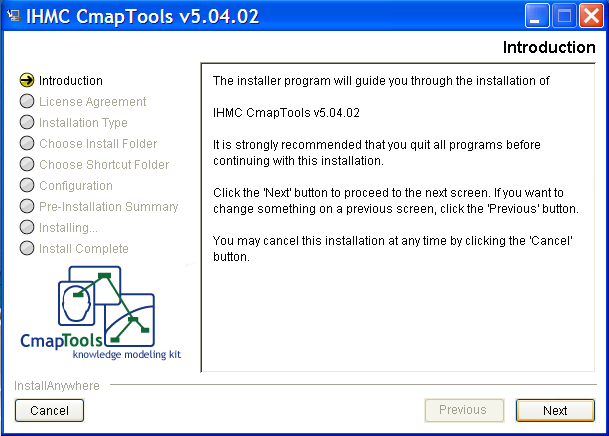 IHMC CmapTools v5.04.02
Introduction
Introduction
License Agreement
Installation Type
Choose Install Folder
Choose Shortcut Folder
Configuration
Pre-Installation Summary
Installing...
Install Complete
CmapTools
knowledge modeling kit
The installer program will guide you through the installation of
IHMC CmapTools v5.04.02
It is strongly recommended that you quit all programs before
continuing with this installation.
Click the 'Next' button to proceed to the next screen. If you want to
change something on a previous screen, click the 'Previous' button.
You may cancel this installation at any time by clicking the 'Cancel'
button.
InstallAnywhere
Cancel
Previous
Next